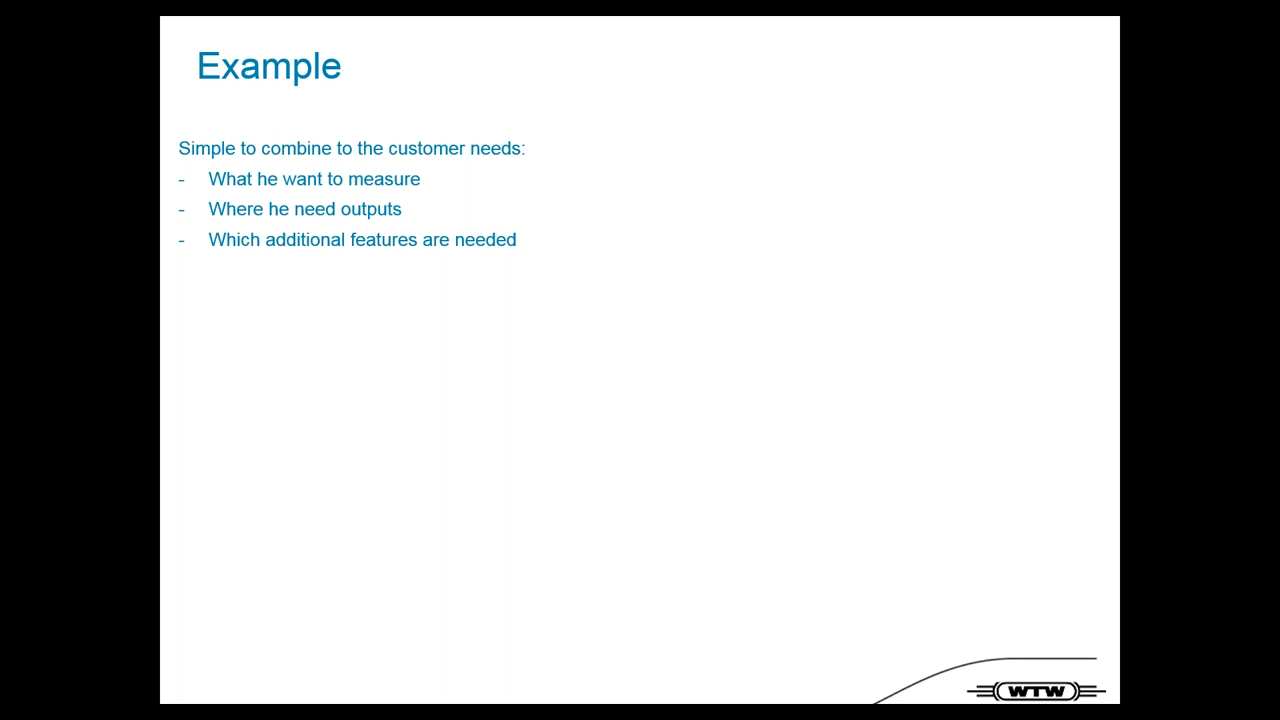 Example
Simple to combine to the customer needs:
- What he want to measure
- Where he need outputs
- Which additional features are needed
WTW